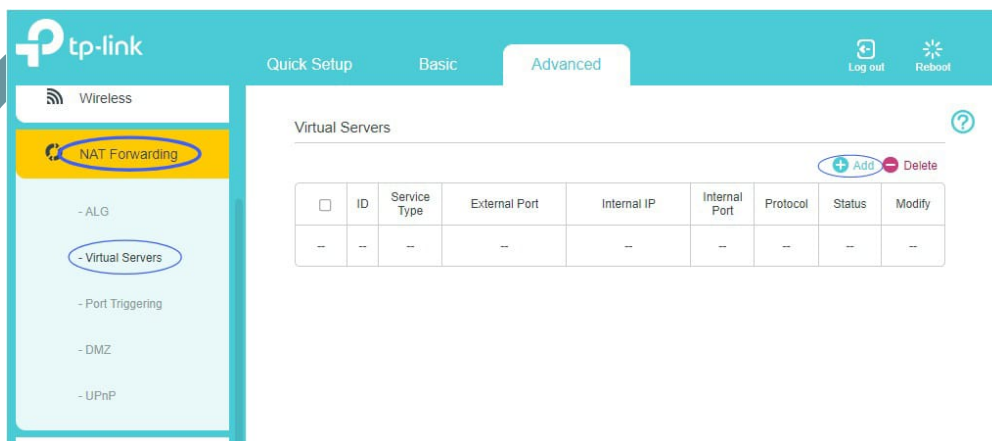 tp-link
Quick Setup
Basic
Advanced
Log out
Reboot
Wireless
NAT Forwarding
- ALG
- Virtual Servers
- Port Triggering
- DMZ
- UPnP
Virtual Servers
Add
Delete
ID Service Type External Port Internal IP Internal Port Protocol Status Modify
-- -- -- -- -- -- -- -- --